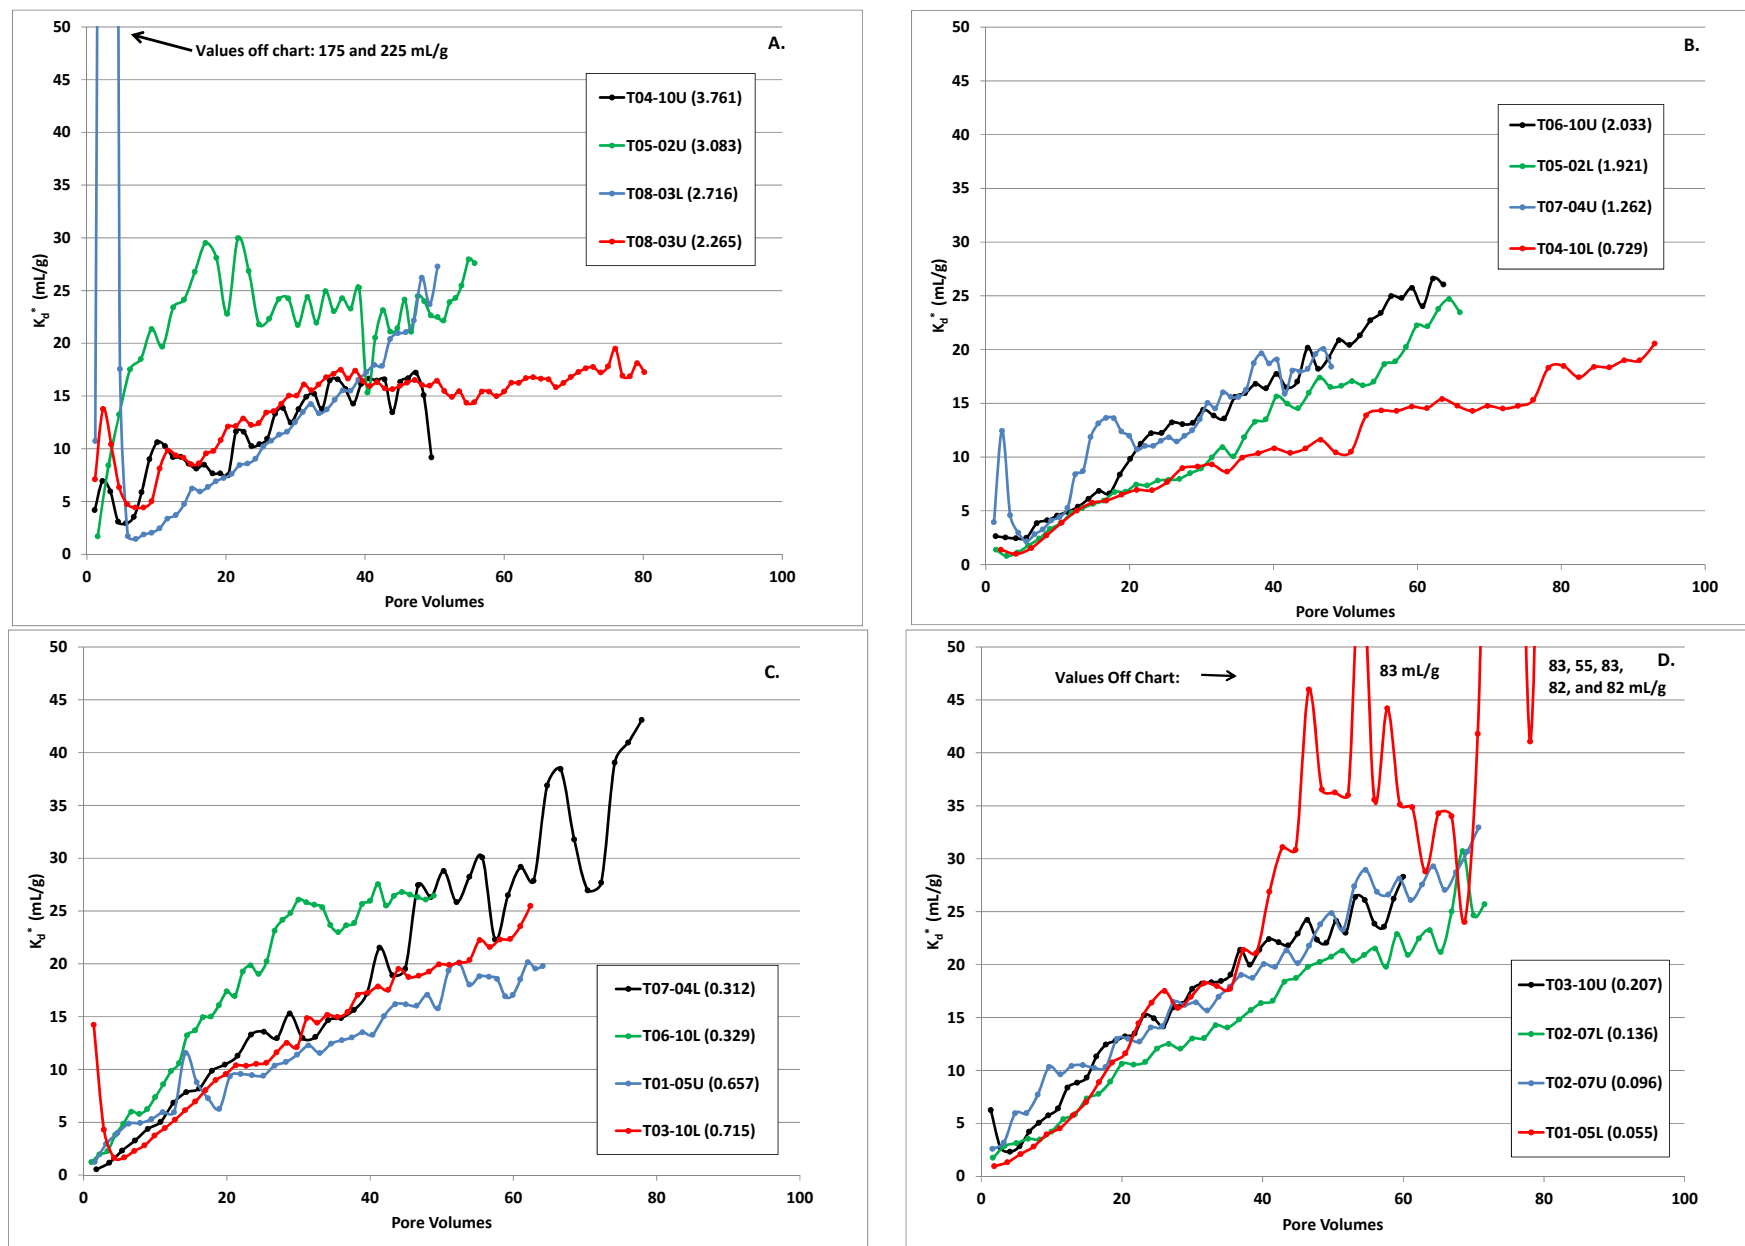 A.
Values off chart: 175 and 225 mL/g
T04-10U (3.761)
T05-02U (3.083)
T08-03L (2.716)
T08-03U (2.265)
50
45
40
35
30
25
20
15
10
5
0
0 20 40 60 80 100
Kd* (mL/g)
Pore Volumes
B.
T06-10U (2.033)
T05-02L (1.921)
T07-04U (1.262)
T04-10L (0.729)
50
45
40
35
30
25
20
15
10
5
0
0 20 40 60 80 100
Kd* (mL/g)
Pore Volumes
C.
T07-04L (0.312)
T06-10L (0.329)
T01-05U (0.657)
T03-10L (0.715)
50
45
40
35
30
25
20
15
10
5
0
0 20 40 60 80 100
Kd* (mL/g)
Pore Volumes
D.
Values Off Chart:
83 mL/g
83, 55, 83,
82, and 82 mL/g
T03-10U (0.207)
T02-07L (0.136)
T02-07U (0.096)
T01-05L (0.055)
50
45
40
35
30
25
20
15
10
5
0
0 20 40 60 80 100
Kd* (mL/g)
Pore Volumes